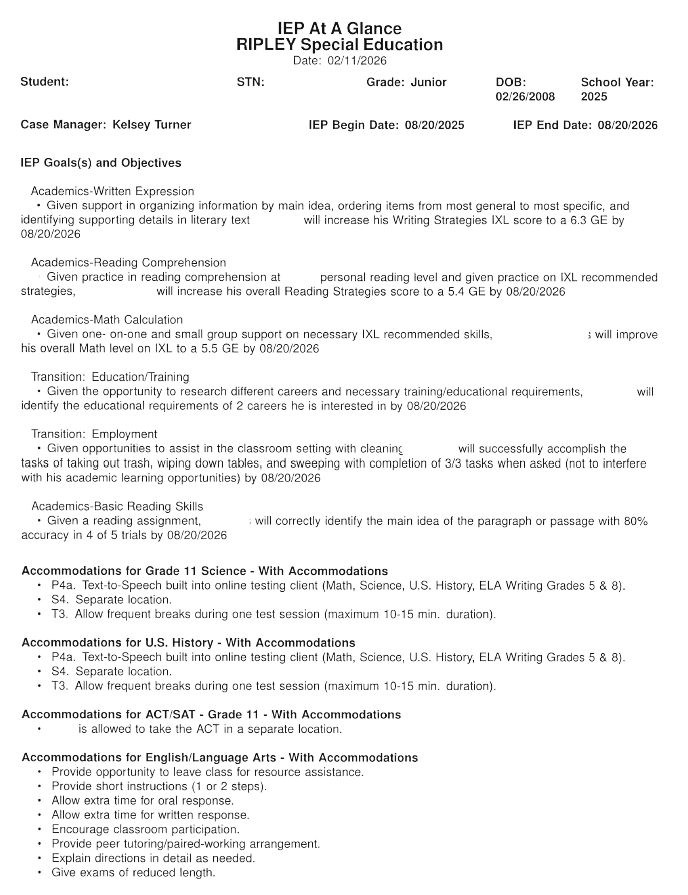 IEP At A Glance
RIPLEY Special Education
Date: 02/11/2026
Student: STN: Grade: Junior DOB: School Year:
02/26/2008 2025
Case Manager: Kelsey Turner IEP Begin Date: 08/20/2025 IEP End Date: 08/20/2026
IEP Goals(s) and Objectives
Academics-Written Expression
• Given support in organizing information by main idea, ordering items from most general to most specific, and
identifying supporting details in literary text will increase his Writing Strategies IXL score to a 6.3 GE by
08/20/2026
Academics-Reading Comprehension
Given practice in reading comprehension at personal reading level and given practice on IXL recommended
strategies, will increase his overall Reading Strategies score to a 5.4 GE by 08/20/2026
Academics-Math Calculation
• Given one- on-one and small group support on necessary IXL recommended skills, will improve
his overall Math level on IXL to a 5.5 GE by 08/20/2026
Transition: Education/Training
• Given the opportunity to research different careers and necessary training/educational requirements, will
identify the educational requirements of 2 careers he is interested in by 08/20/2026
Transition: Employment
• Given opportunities to assist in the classroom setting with cleaning will successfully accomplish the
tasks of taking out trash, wiping down tables, and sweeping with completion of 3/3 tasks when asked (not to interfere
with his academic learning opportunities) by 08/20/2026
Academics-Basic Reading Skills
• Given a reading assignment, will correctly identify the main idea of the paragraph or passage with 80%
accuracy in 4 of 5 trials by 08/20/2026
Accommodations for Grade 11 Science - With Accommodations
• P4a. Text-to-Speech built into online testing client (Math, Science, U.S. History, ELA Writing Grades 5 & 8).
• S4. Separate location.
• T3. Allow frequent breaks during one test session (maximum 10-15 min. duration).
Accommodations for U.S. History - With Accommodations
• P4a. Text-to-Speech built into online testing client (Math, Science, U.S. History, ELA Writing Grades 5 & 8).
• S4. Separate location.
• T3. Allow frequent breaks during one test session (maximum 10-15 min. duration).
Accommodations for ACT/SAT - Grade 11 - With Accommodations
• is allowed to take the ACT in a separate location.
Accommodations for English/Language Arts - With Accommodations
• Provide opportunity to leave class for resource assistance.
• Provide short instructions (1 or 2 steps).
• Allow extra time for oral response.
• Allow extra time for written response.
• Encourage classroom participation.
• Provide peer tutoring/paired-working arrangement.
• Explain directions in detail as needed.
• Give exams of reduced length.